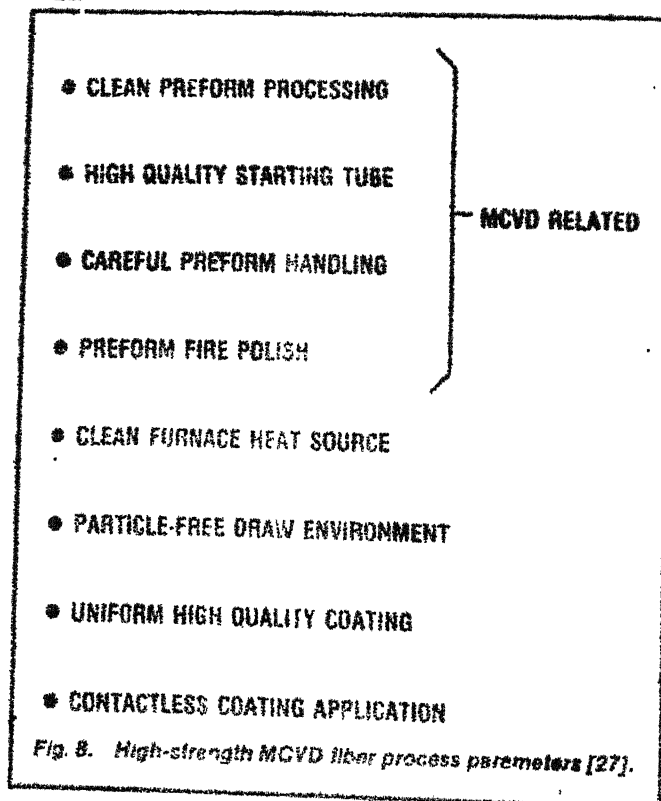 ● CLEAN PREFORM PROCESSING
● HIGH QUALITY STARTING TUBE
MCVD RELATED
● CAREFUL PREFORM HANDLING
● PREFORM FIRE POLISH
● CLEAN FURNACE HEAT SOURCE
● PARTICLE-FREE DRAW ENVIRONMENT
● UNIFORM HIGH QUALITY COATING
● CONTACTLESS COATING APPLICATION
Fig. 8. High-strength MCVD fiber process parameters [27].